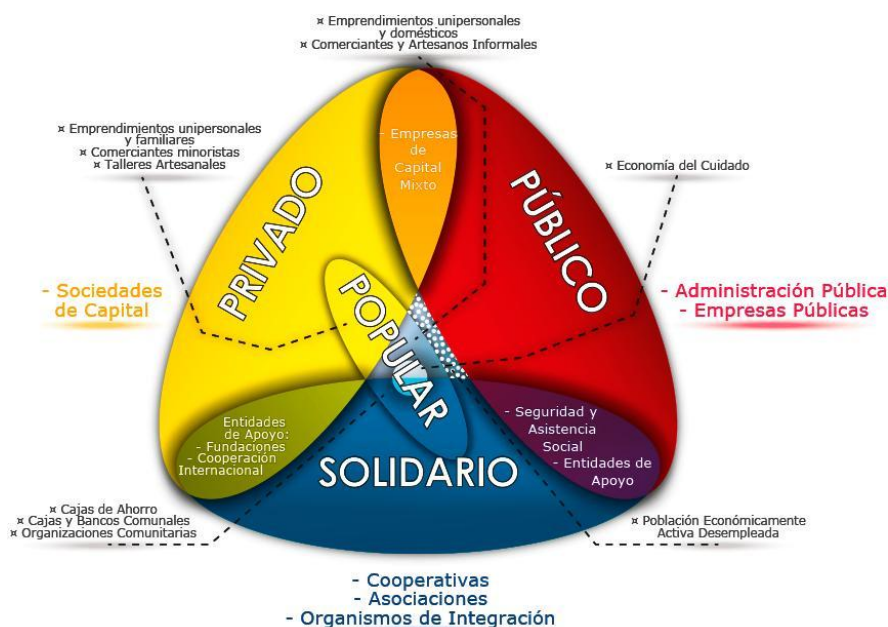 ¤ Emprendimientos unipersonales
y domésticos
¤ Comerciantes y Artesanos Informales
¤ Emprendimientos unipersonales
y familiares
¤ Comerciantes minoristas
¤ Talleres Artesanales
- Empresas
de
Capital
Mixto
¤ Economía del Cuidado
PRIVADO
PÚBLICO
- Sociedades
de Capital
- Administración Pública
- Empresas Públicas
POPULAR
Entidades
de Apoyo:
- Fundaciones
- Cooperación
Internacional
- Seguridad y
Asistencia
Social
- Entidades de
Apoyo
SOLIDARIO
¤ Cajas de Ahorro
¤ Cajas y Bancos Comunales
¤ Organizaciones Comunitarias
¤ Población Económicamente
Activa Desempleada
- Cooperativas
- Asociaciones
- Organismos de Integración